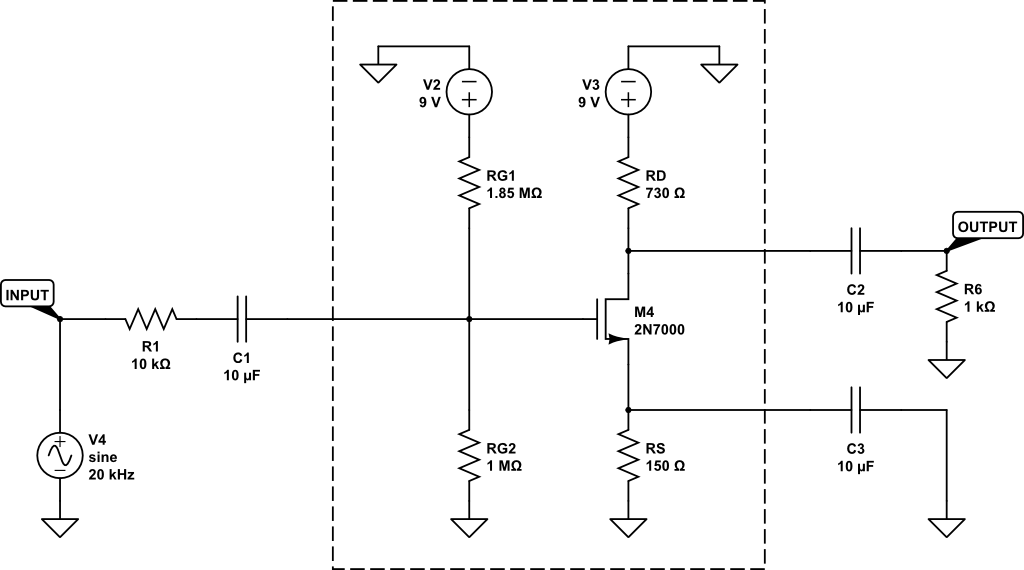 V2
9 V
V3
9 V
RG1
1.85 MΩ
RD
730 Ω
OUTPUT
INPUT
R1
10 kΩ
C1
10 µF
M4
2N7000
C2
10 µF
R6
1 kΩ
V4
sine
20 kHz
RG2
1 MΩ
RS
150 Ω
C3
10 µF